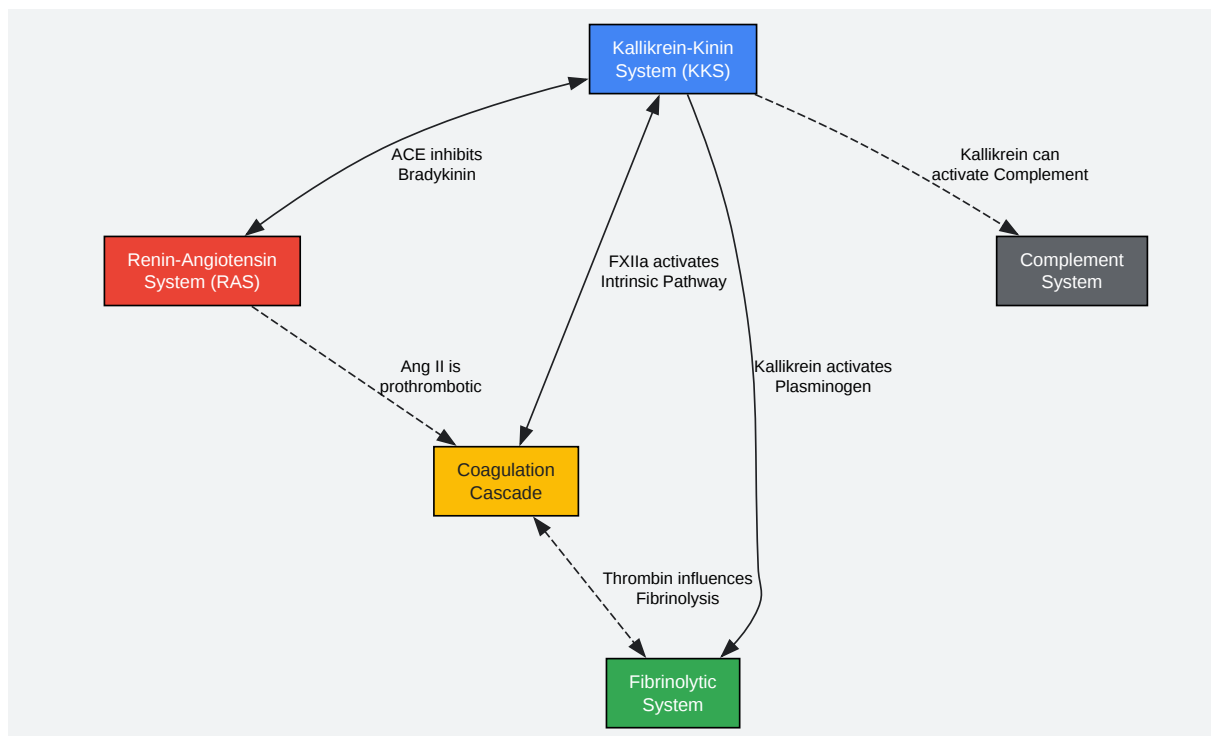 Kallikrein-Kinin
System (KKS)
ACE inhibits
Bradykinin
Kallikrein can
activate Complement
Renin-Angiotensin
System (RAS)
FXIIa activates
Intrinsic Pathway
Complement
System
Ang II is
prothrombotic
Kallikrein activates
Plasminogen
Coagulation
Cascade
Thrombin influences
Fibrinolysis
Fibrinolytic
System